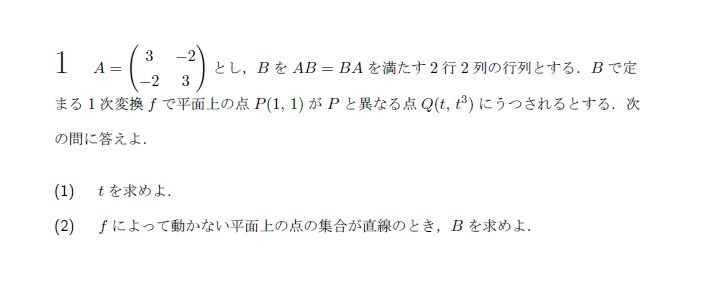 1 A = \begin{pmatrix} 3 & -2 \\ -2 & 3 \end{pmatrix} とし，B を AB = BA を満たす 2 行 2 列の行列とする．B で定
まる 1 次変換 f で平面上の点 P(1, 1) が P と異なる点 Q(t, t³) にうつされるとする．次
の問に答えよ．
(1) t を求めよ．
(2) f によって動かない平面上の点の集合が直線のとき，B を求めよ．